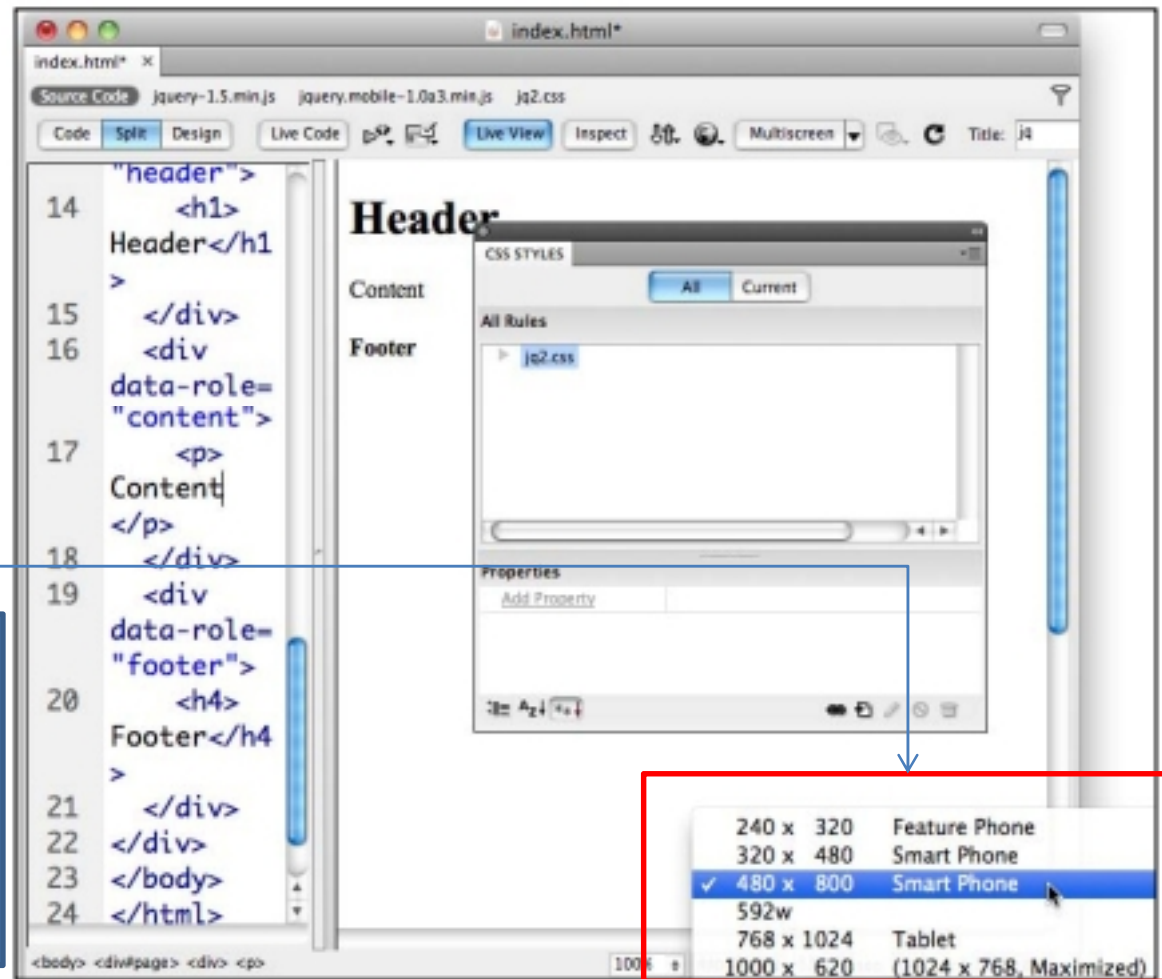 index.html*
index.html* ×
Source Code jquery-1.5.min.js jquery.mobile-1.0a3.min.js jq2.css
Code Split Design Live Code Live View Inspect Multiscreen Title: jq
"header">
14 <h1>
Header</h1
>
15 </div>
16 <div
data-role=
"content">
17 <p>
Content
</p>
18 </div>
19 <div
data-role=
"footer">
20 <h4>
Footer</h4
>
21 </div>
22 </div>
23 </body>
24 </html>
<body> <div#page> <div> <p>
Header
Content
Footer
CSS STYLES
All Current
All Rules
jq2.css
Properties
Add Property
100%
240 x 320 Feature Phone
320 x 480 Smart Phone
✓ 480 x 800 Smart Phone
592w
768 x 1024 Tablet
1000 x 620 (1024 x 768, Maximized)